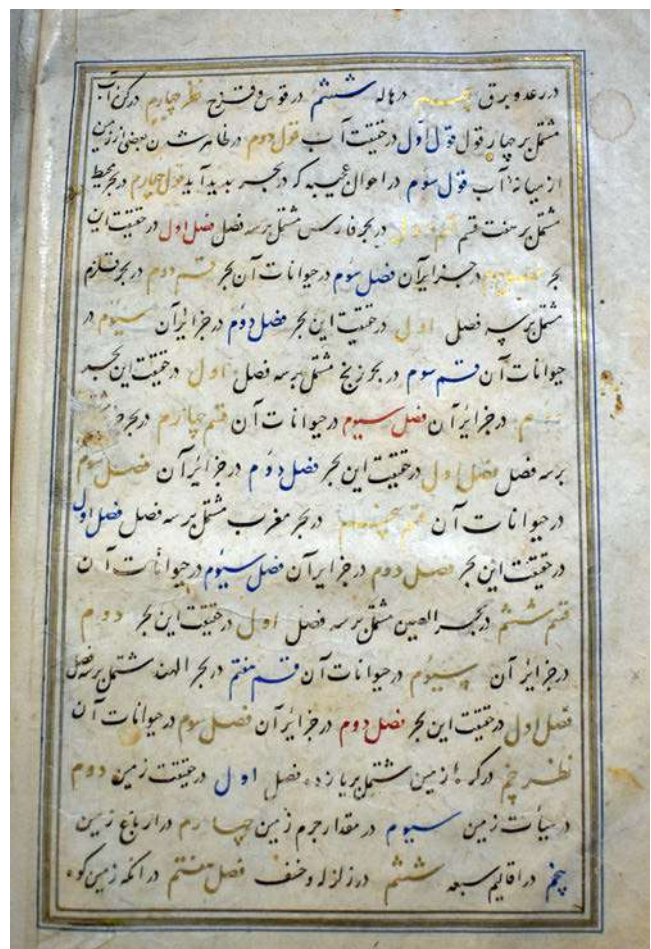 در رعد و برق پنجم در هاله ششم در قوس و قزح نظر چهارم در کرهٔ آب
مشتمل بر چهار قول قول اول در حقیقت آب قول دوم در ظاهر شدن بعضی از زمین
از میانهٔ آب قول سوم در احوال عجیبه که در بحر پدید آید قول چهارم در بحر محیط
مشتمل بر هفت قسم قسم اول در بحر فارس مشتمل بر سه فصل فصل اول در حقیقت این
بحر در جزایر آن فصل سوم در حیوانات آن بحر قسم دوم در بحر قلزم
مشتمل بر سه فصل اول در حقیقت این بحر فصل دوم در جزایر آن سیوم در
حیوانات آن قسم سوم در بحر زنج مشتمل بر سه فصل اول در حقیقت این بحر
در جزایر آن فصل سیوم در حیوانات آن قسم چهارم در بحر
بر سه فصل فصل اول در حقیقت این بحر فصل دوم در جزایر آن فصل سوم
در حیوانات آن قسم پنجم در بحر مغرب مشتمل بر سه فصل فصل اول
در حقیقت این بحر فصل دوم در جزایر آن فصل سیوم در حیوانات آن
قسم ششم در بحر الصین مشتمل بر سه فصل اول در حقیقت این بحر دوم
در جزایر آن سیوم در حیوانات آن قسم هفتم در بحر الهند مشتمل بر سه فصل
فصل اول در حقیقت این بحر فصل دوم در جزایر آن فصل سوم در حیوانات آن
نظر پنجم در کرهٔ زمین مشتمل بر یازده فصل اول در حقیقت زمین دوم
در هیأت زمین سیوم در مقدار جرم زمین چهارم در ارباع زمین
پنجم در اقالیم سبعه ششم در زلزله و خسف فصل هفتم در آنکه زمین کوه